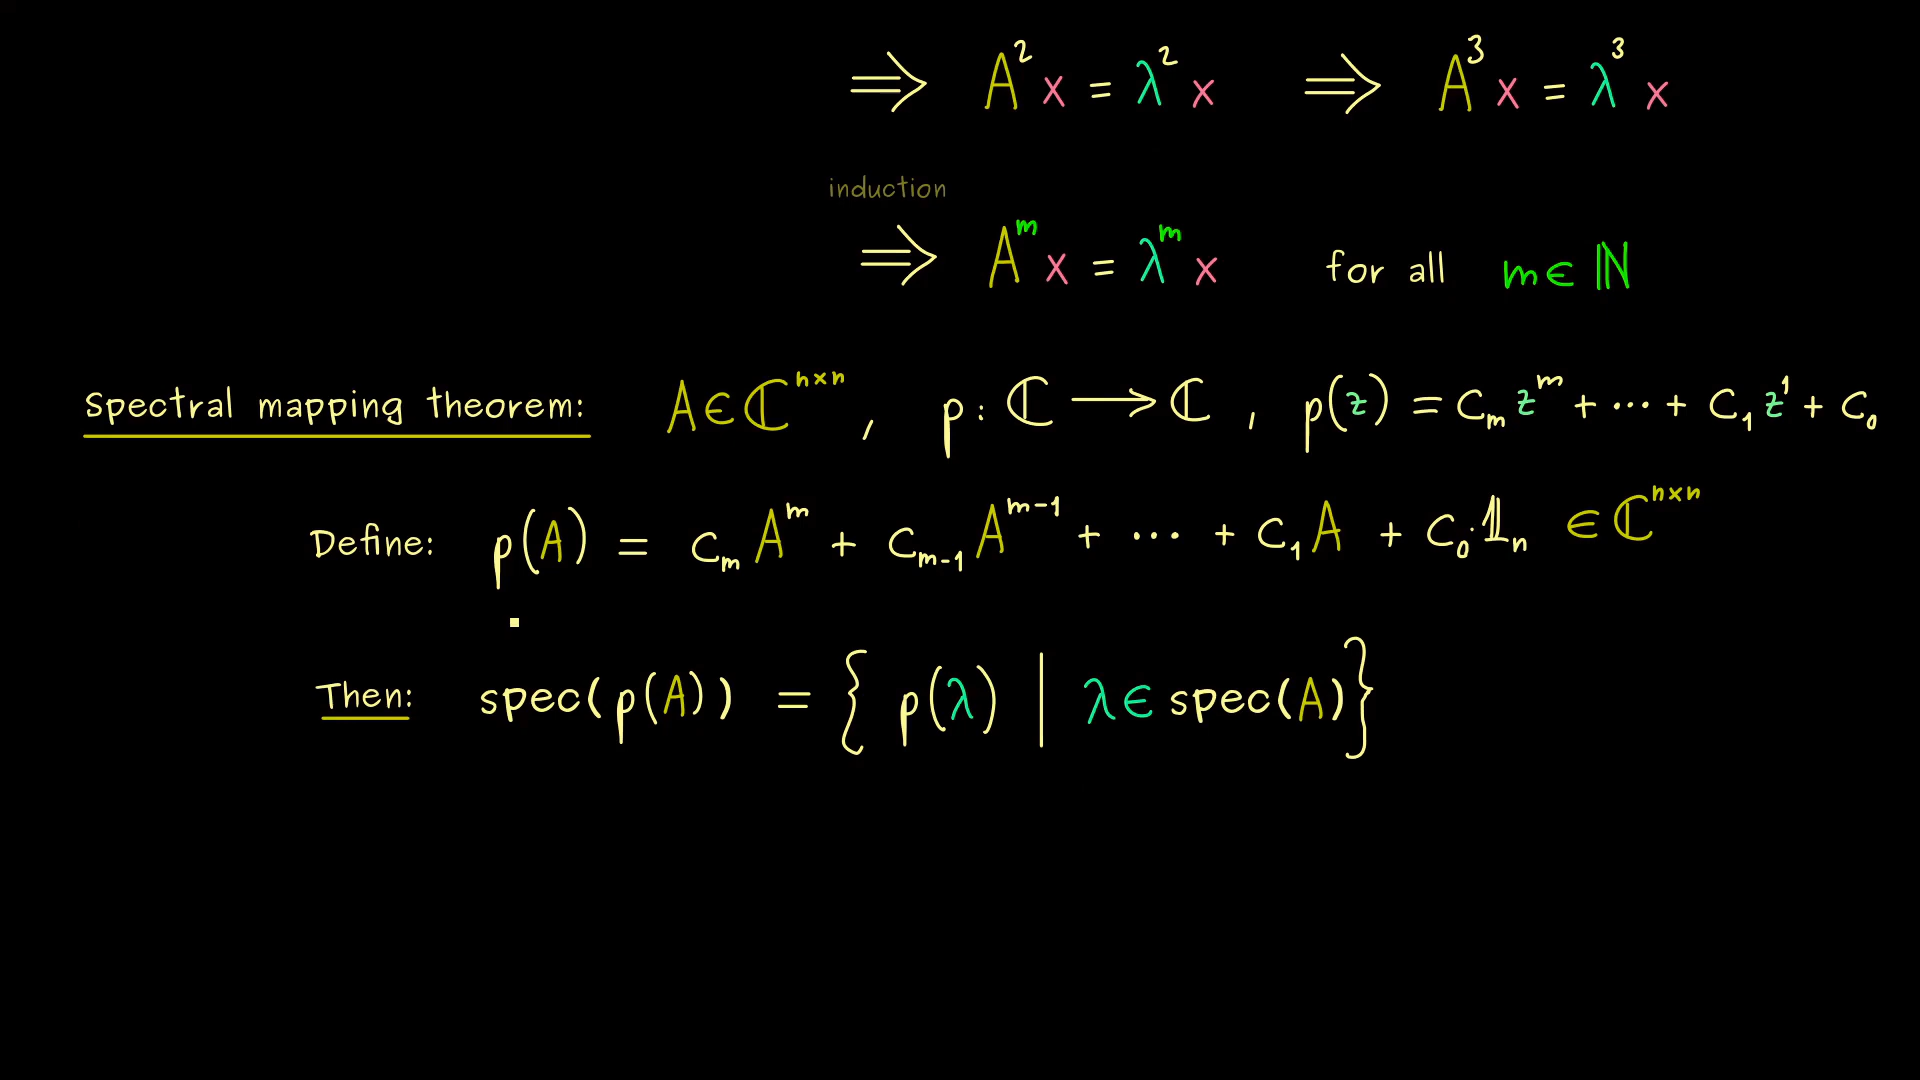 ⟹ A²x = λ²x ⟹ A³x = λ³x
induction
⟹ Aᵐx = λᵐx for all m ∈ ℕ
Spectral mapping theorem: A ∈ ℂⁿˣⁿ, p: ℂ ⟶ ℂ, p(z) = cₘzᵐ + ⋯ + c₁z¹ + c₀
Define: p(A) = cₘAᵐ + cₘ₋₁Aᵐ⁻¹ + ⋯ + c₁A + c₀·𝟙ₙ ∈ ℂⁿˣⁿ
Then: spec(p(A)) = { p(λ) | λ ∈ spec(A) }